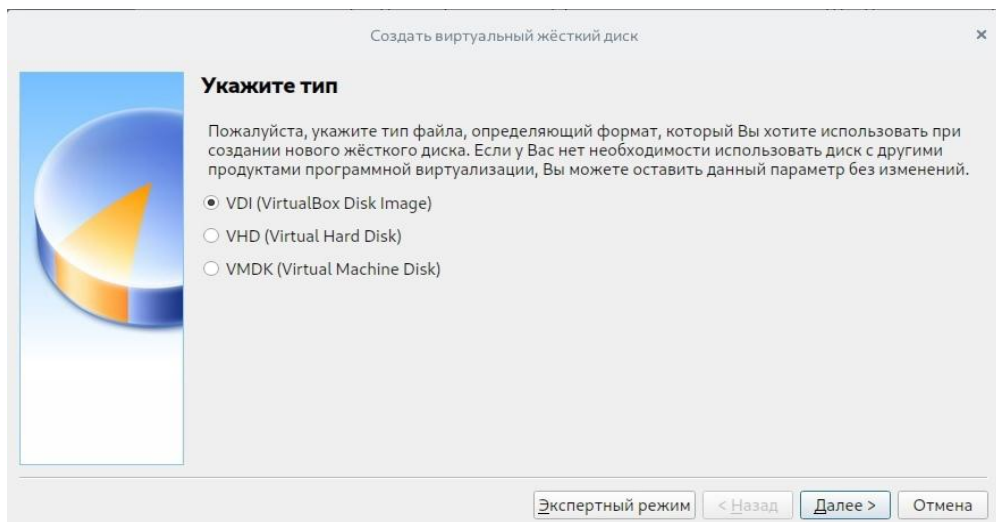 Создать виртуальный жёсткий диск
×
Укажите тип
Пожалуйста, укажите тип файла, определяющий формат, который Вы хотите использовать при
создании нового жёсткого диска. Если у Вас нет необходимости использовать диск с другими
продуктами программной виртуализации, Вы можете оставить данный параметр без изменений.
VDI (VirtualBox Disk Image)
VHD (Virtual Hard Disk)
VMDK (Virtual Machine Disk)
Экспертный режим < Назад Далее > Отмена